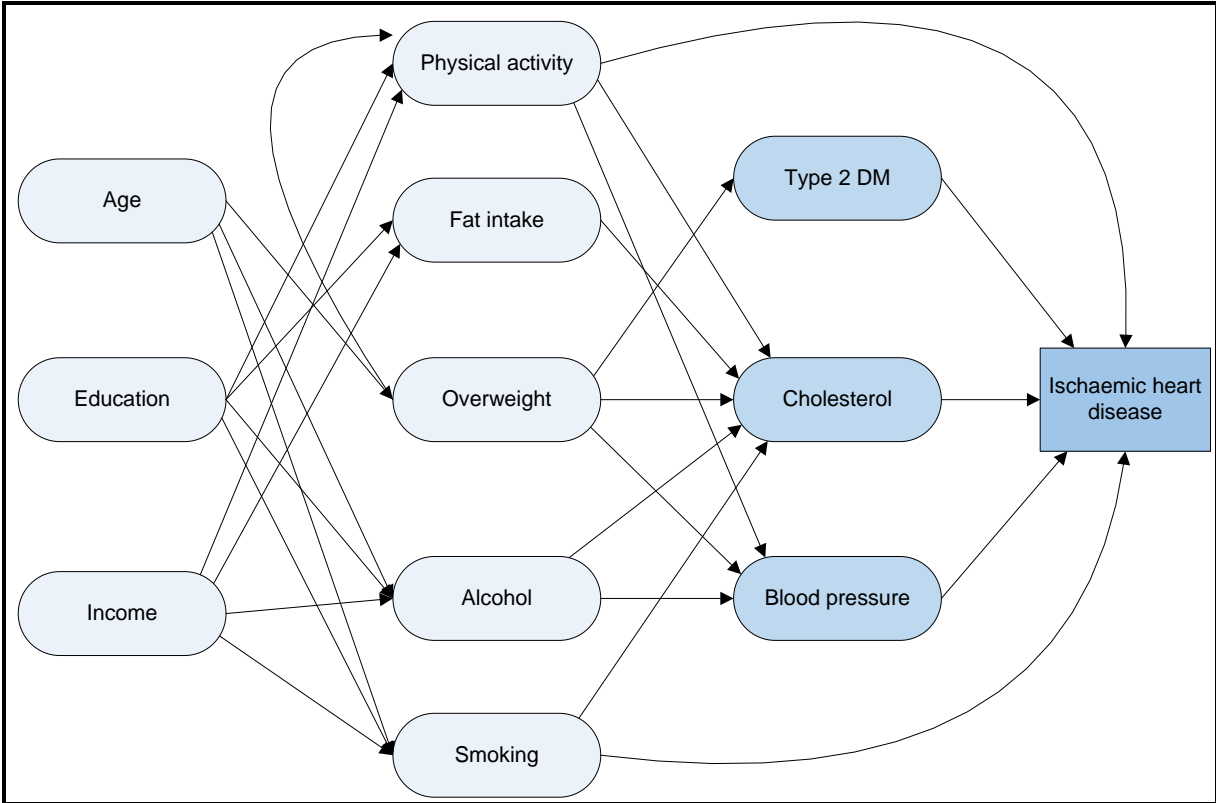 Physical activity
Age
Type 2 DM
Fat intake
Education
Overweight
Cholesterol
Ischaemic heart
disease
Income
Alcohol
Blood pressure
Smoking